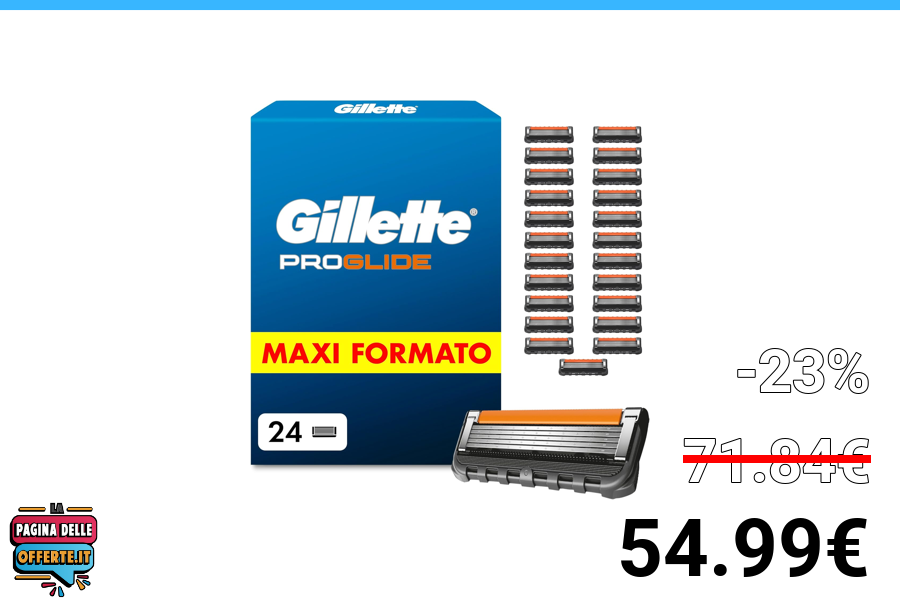 Gillette
Gillette®
PROGLIDE
MAXI FORMATO
24
-23%
71.84€
54.99€
LA
PAGINA DELLE
OFFERTE.IT